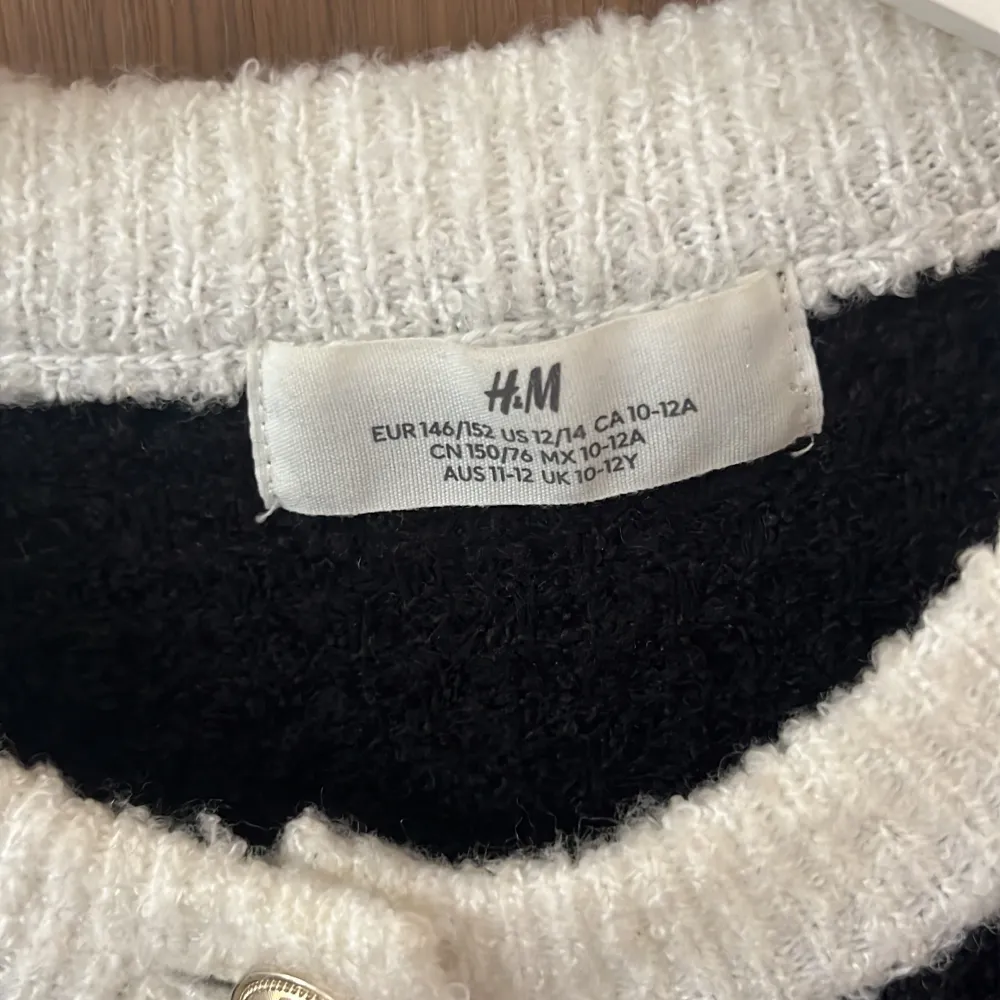 H&M
EUR 146/152 US 12/14 CA 10-12A
CN 150/76 MX 10-12A
AUS 11-12 UK 10-12Y